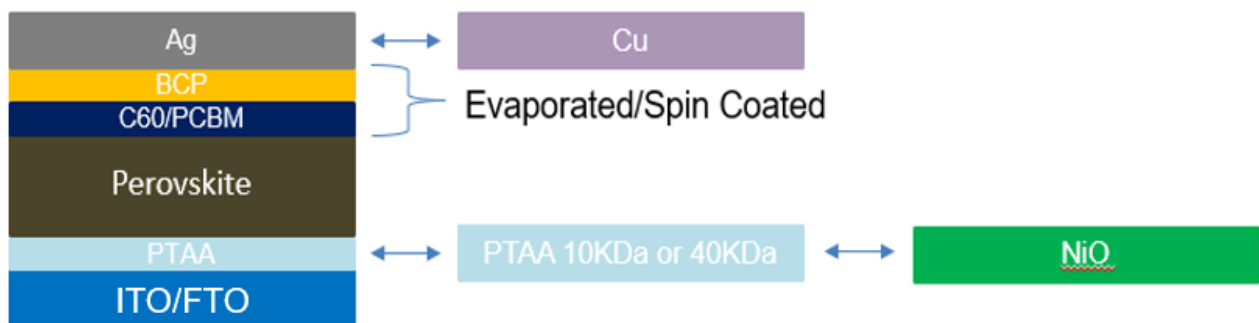 Ag
Cu
BCP
C60/PCBM
Evaporated/Spin Coated
Perovskite
PTAA
PTAA 10KDa or 40KDa
NiO
ITO/FTO